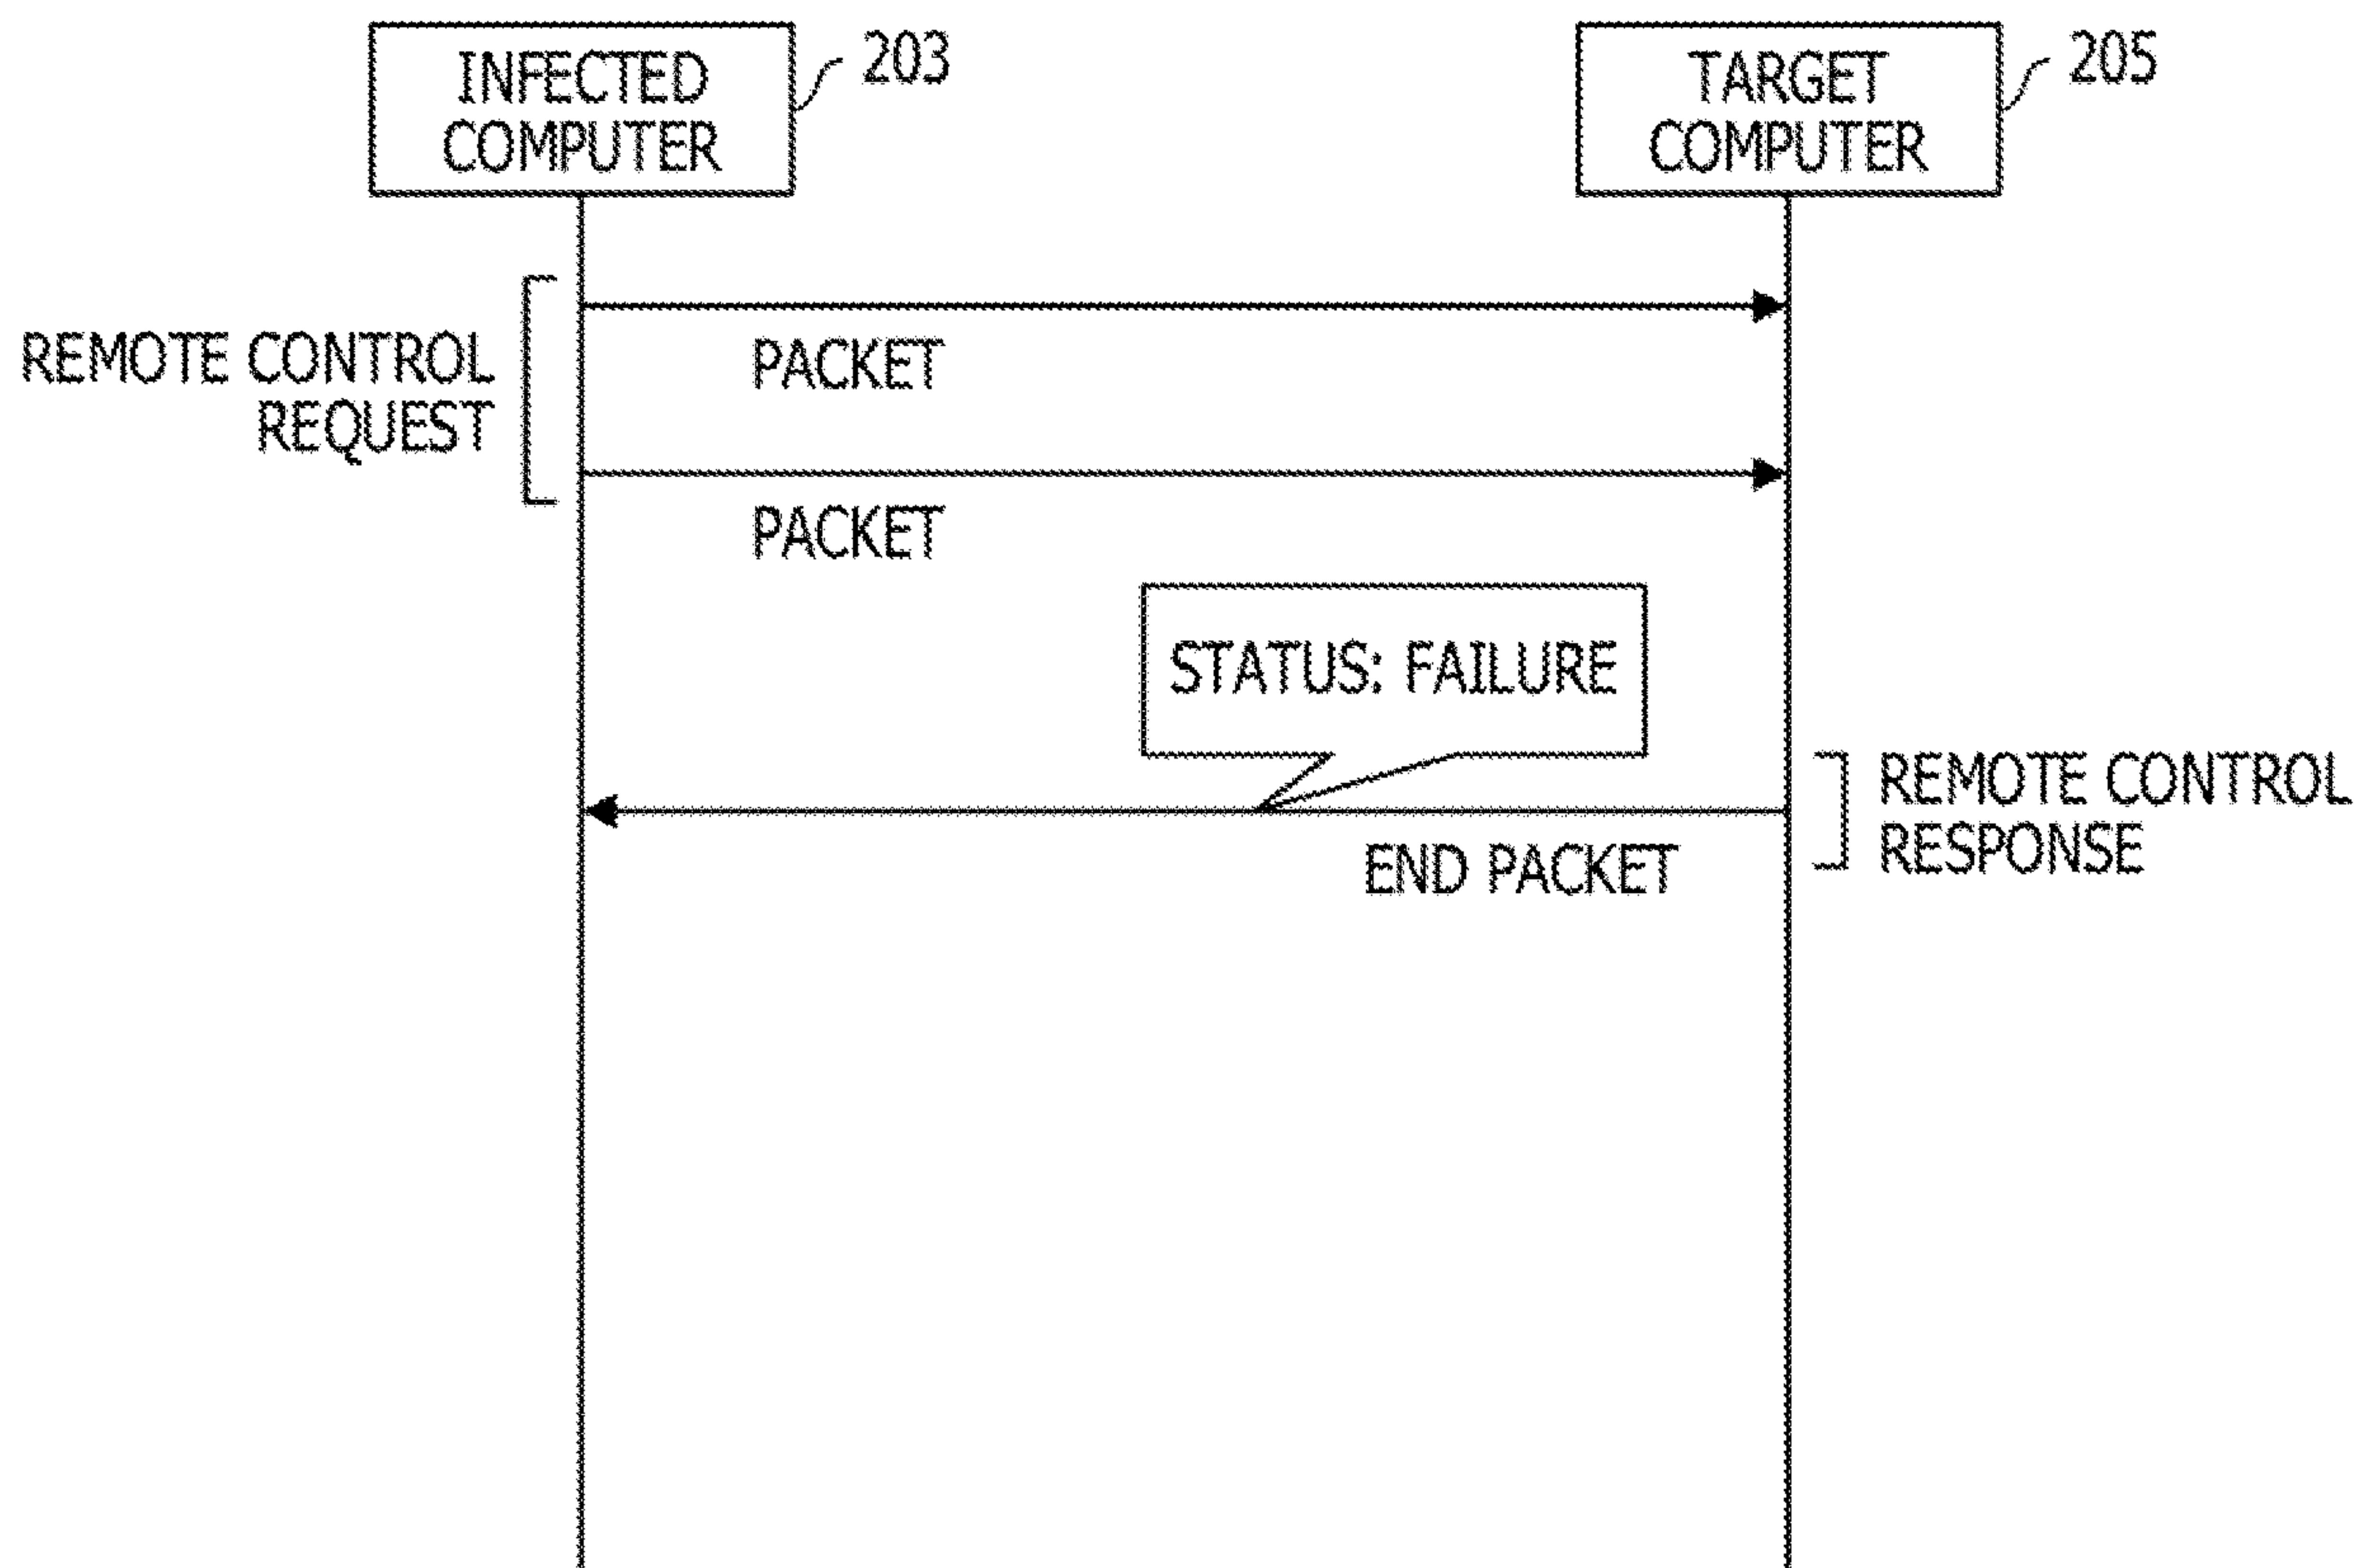 INFECTED
COMPUTER
203
TARGET
COMPUTER
205
REMOTE CONTROL
REQUEST
PACKET
PACKET
STATUS: FAILURE
REMOTE CONTROL
RESPONSE
END PACKET